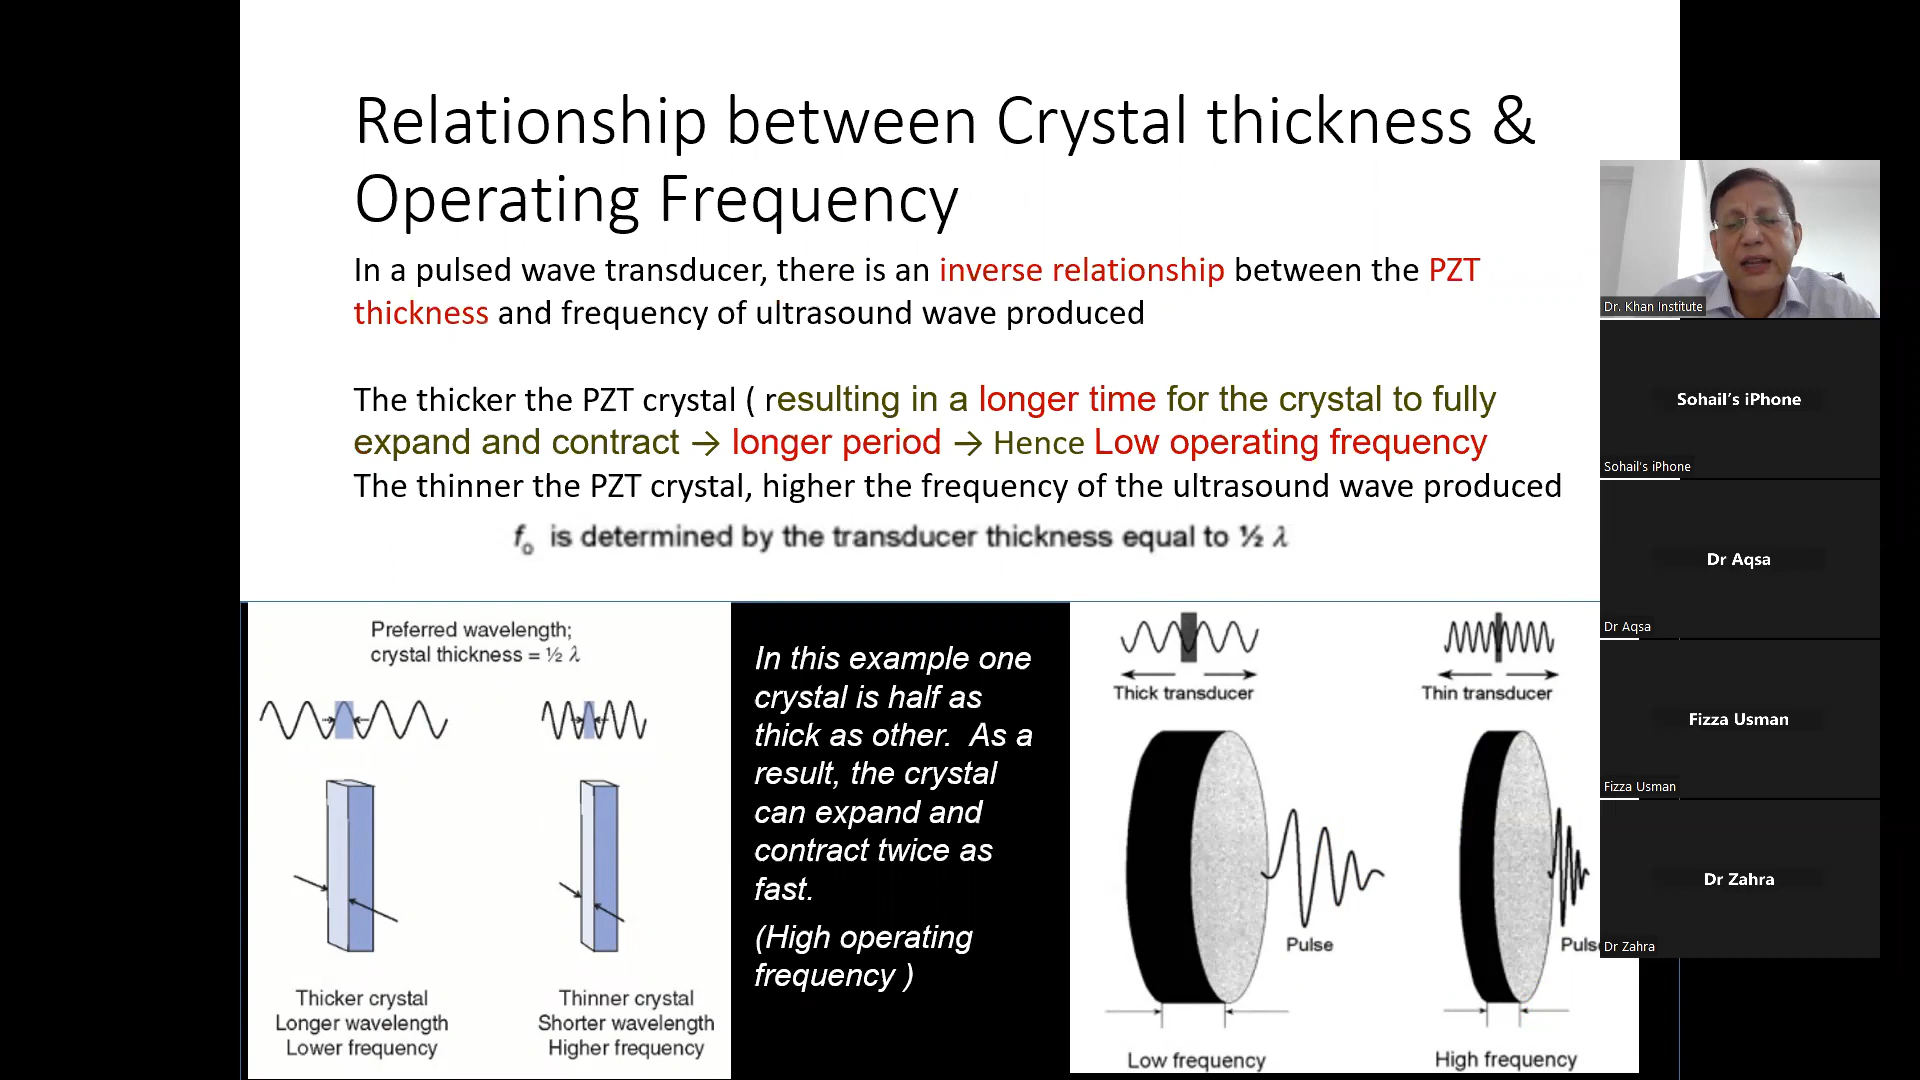 Relationship between Crystal thickness &
Operating Frequency
In a pulsed wave transducer, there is an inverse relationship between the PZT
thickness and frequency of ultrasound wave produced
The thicker the PZT crystal ( resulting in a longer time for the crystal to fully
expand and contract → longer period → Hence Low operating frequency
The thinner the PZT crystal, higher the frequency of the ultrasound wave produced
fo is determined by the transducer thickness equal to ½ λ
Preferred wavelength;
crystal thickness = ½ λ
Thicker crystal
Longer wavelength
Lower frequency
Thinner crystal
Shorter wavelength
Higher frequency
In this example one
crystal is half as
thick as other. As a
result, the crystal
can expand and
contract twice as
fast.
(High operating
frequency )
Thick transducer
Thin transducer
Pulse
Puls
Low frequency
High frequency
Dr. Khan Institute
Sohail's iPhone
Sohail's iPhone
Dr Aqsa
Dr Aqsa
Fizza Usman
Fizza Usman
Dr Zahra
Dr Zahra